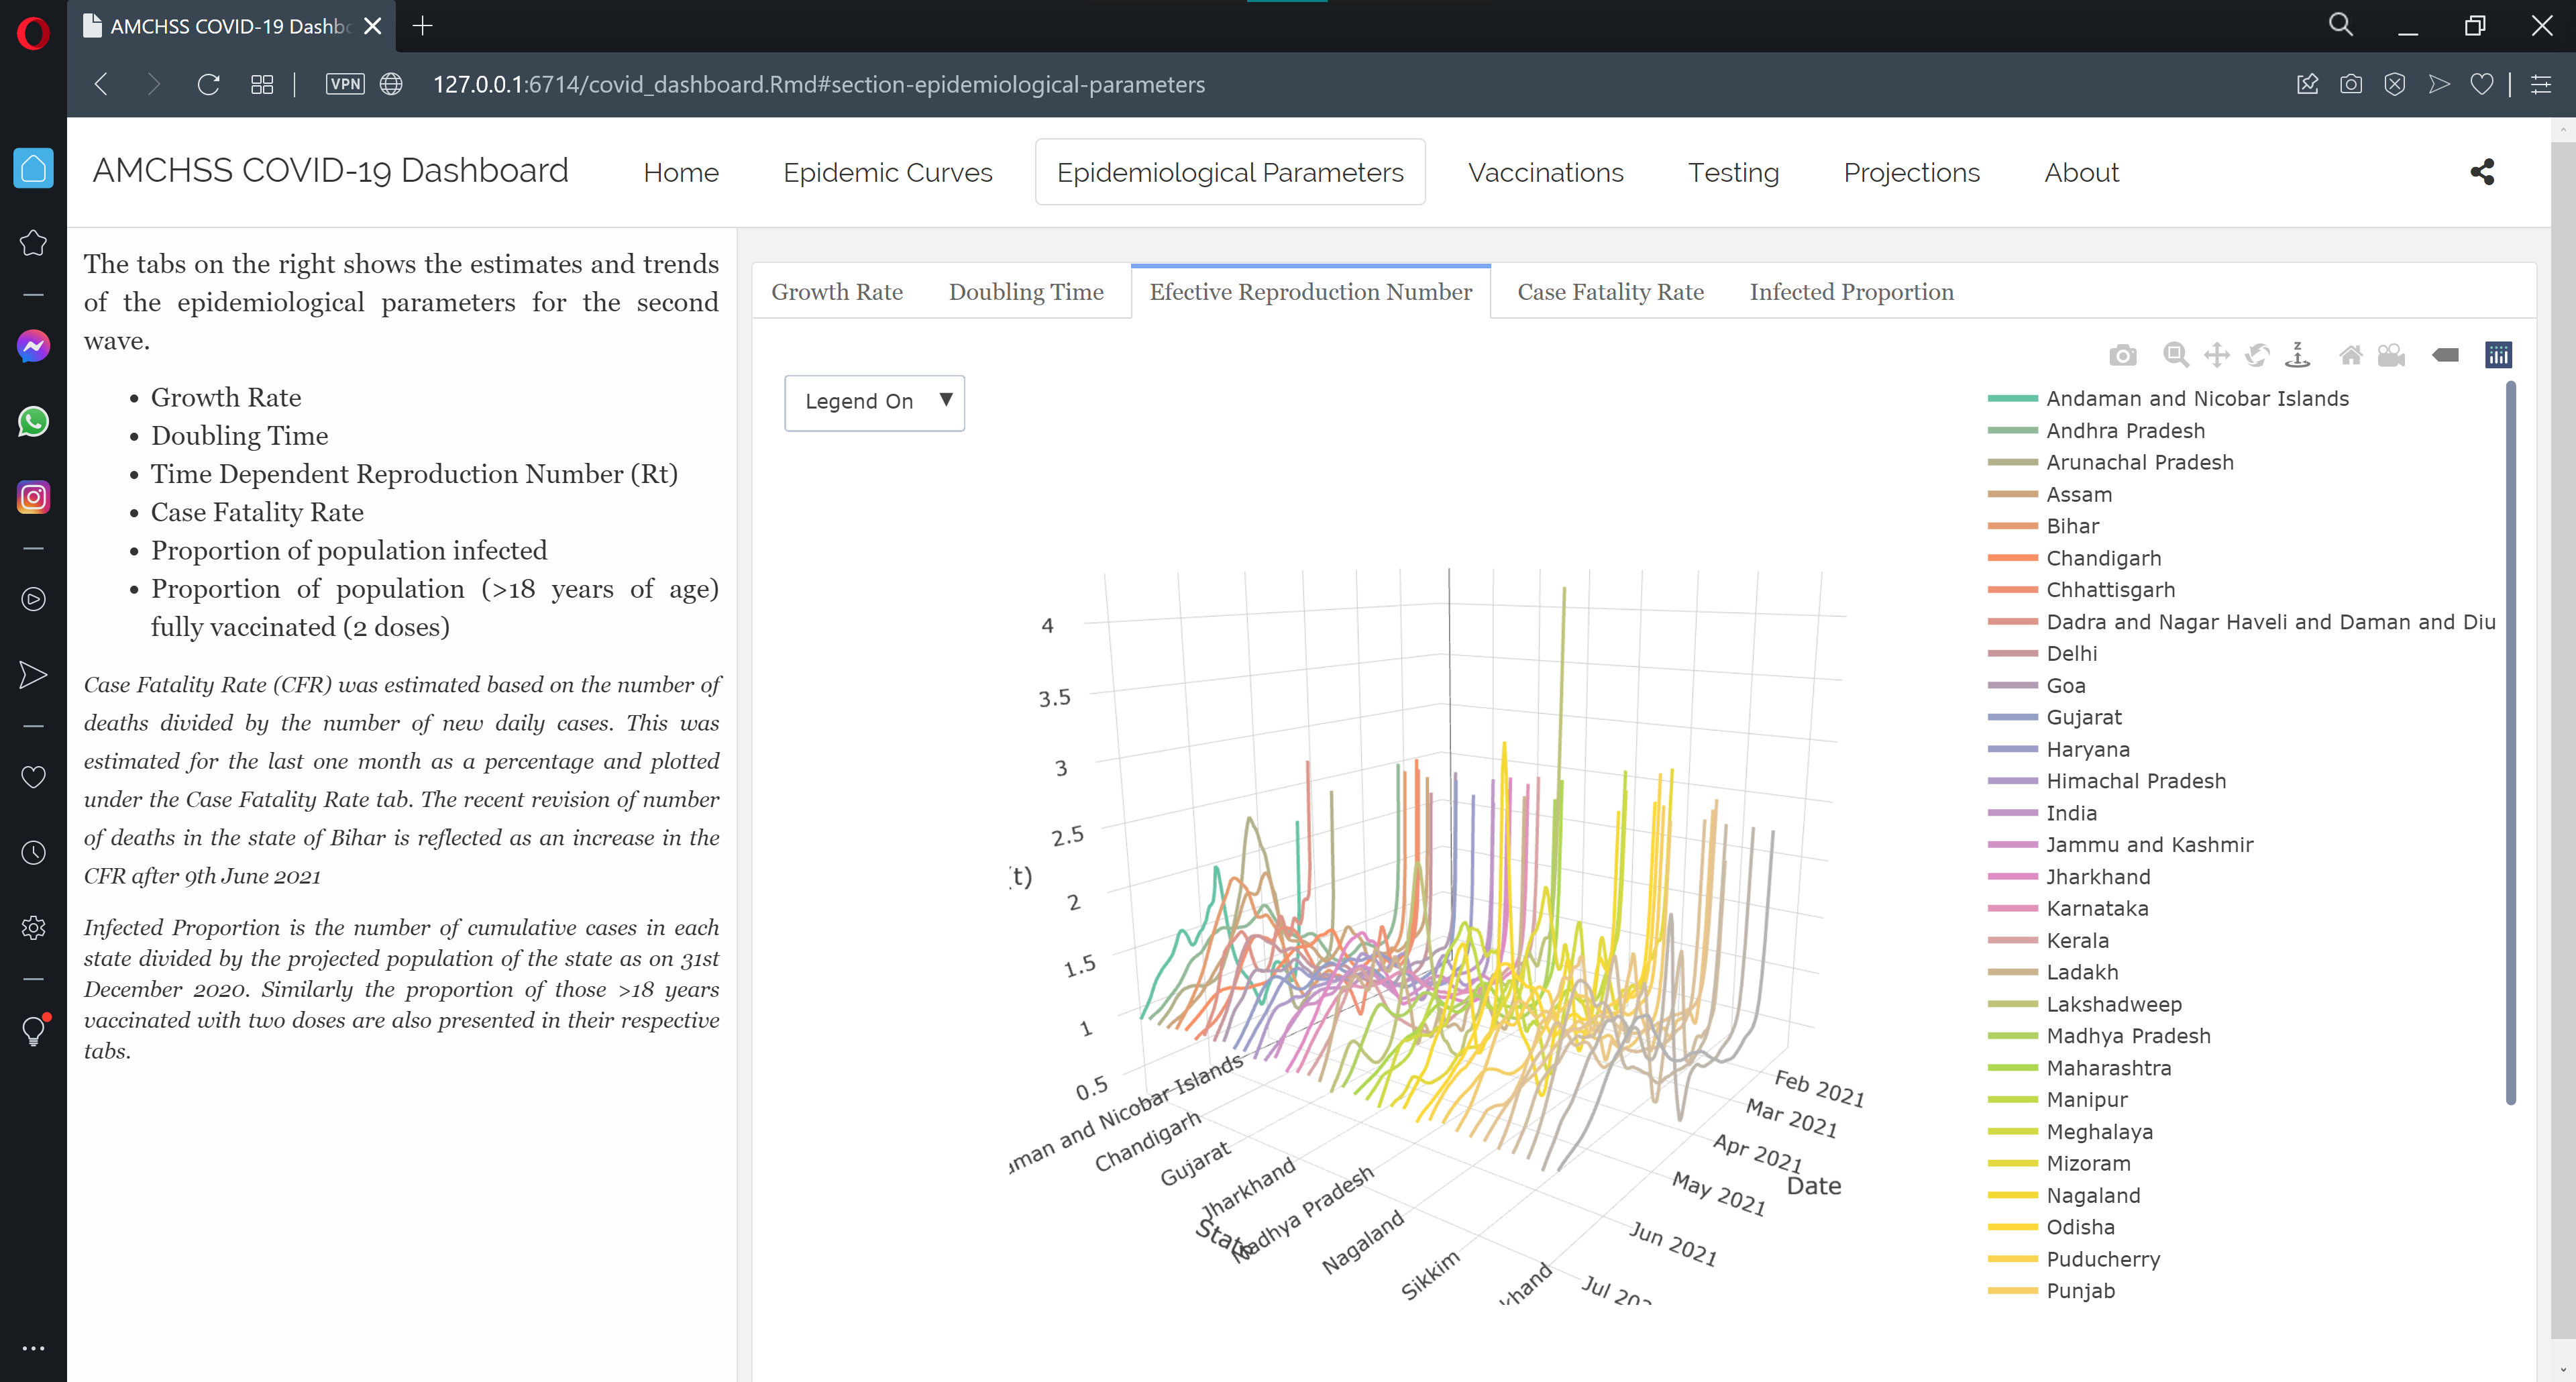 AMCHSS COVID-19 Dashbo
VPN
127.0.0.1:6714/covid_dashboard.Rmd#section-epidemiological-parameters
AMCHSS COVID-19 Dashboard
Home
Epidemic Curves
Epidemiological Parameters
Vaccinations
Testing
Projections
About
The tabs on the right shows the estimates and trends
of the epidemiological parameters for the second
wave.
• Growth Rate
• Doubling Time
• Time Dependent Reproduction Number (Rt)
• Case Fatality Rate
• Proportion of population infected
• Proportion of population (>18 years of age)
fully vaccinated (2 doses)
Case Fatality Rate (CFR) was estimated based on the number of
deaths divided by the number of new daily cases. This was
estimated for the last one month as a percentage and plotted
under the Case Fatality Rate tab. The recent revision of number
of deaths in the state of Bihar is reflected as an increase in the
CFR after 9th June 2021
Infected Proportion is the number of cumulative cases in each
state divided by the projected population of the state as on 31st
December 2020. Similarly the proportion of those >18 years
vaccinated with two doses are also presented in their respective
tabs.
Growth Rate
Doubling Time
Efective Reproduction Number
Case Fatality Rate
Infected Proportion
Legend On ▼
z
4
3.5
3
2.5
2
1.5
1
0.5
t)
man and Nicobar Islands
Chandigarh
Gujarat
Jharkhand
Madhya Pradesh
Nagaland
Sikkim
khand
State
Feb 2021
Mar 2021
Apr 2021
May 2021
Jun 2021
Jul 202
Date
Andaman and Nicobar Islands
Andhra Pradesh
Arunachal Pradesh
Assam
Bihar
Chandigarh
Chhattisgarh
Dadra and Nagar Haveli and Daman and Diu
Delhi
Goa
Gujarat
Haryana
Himachal Pradesh
India
Jammu and Kashmir
Jharkhand
Karnataka
Kerala
Ladakh
Lakshadweep
Madhya Pradesh
Maharashtra
Manipur
Meghalaya
Mizoram
Nagaland
Odisha
Puducherry
Punjab